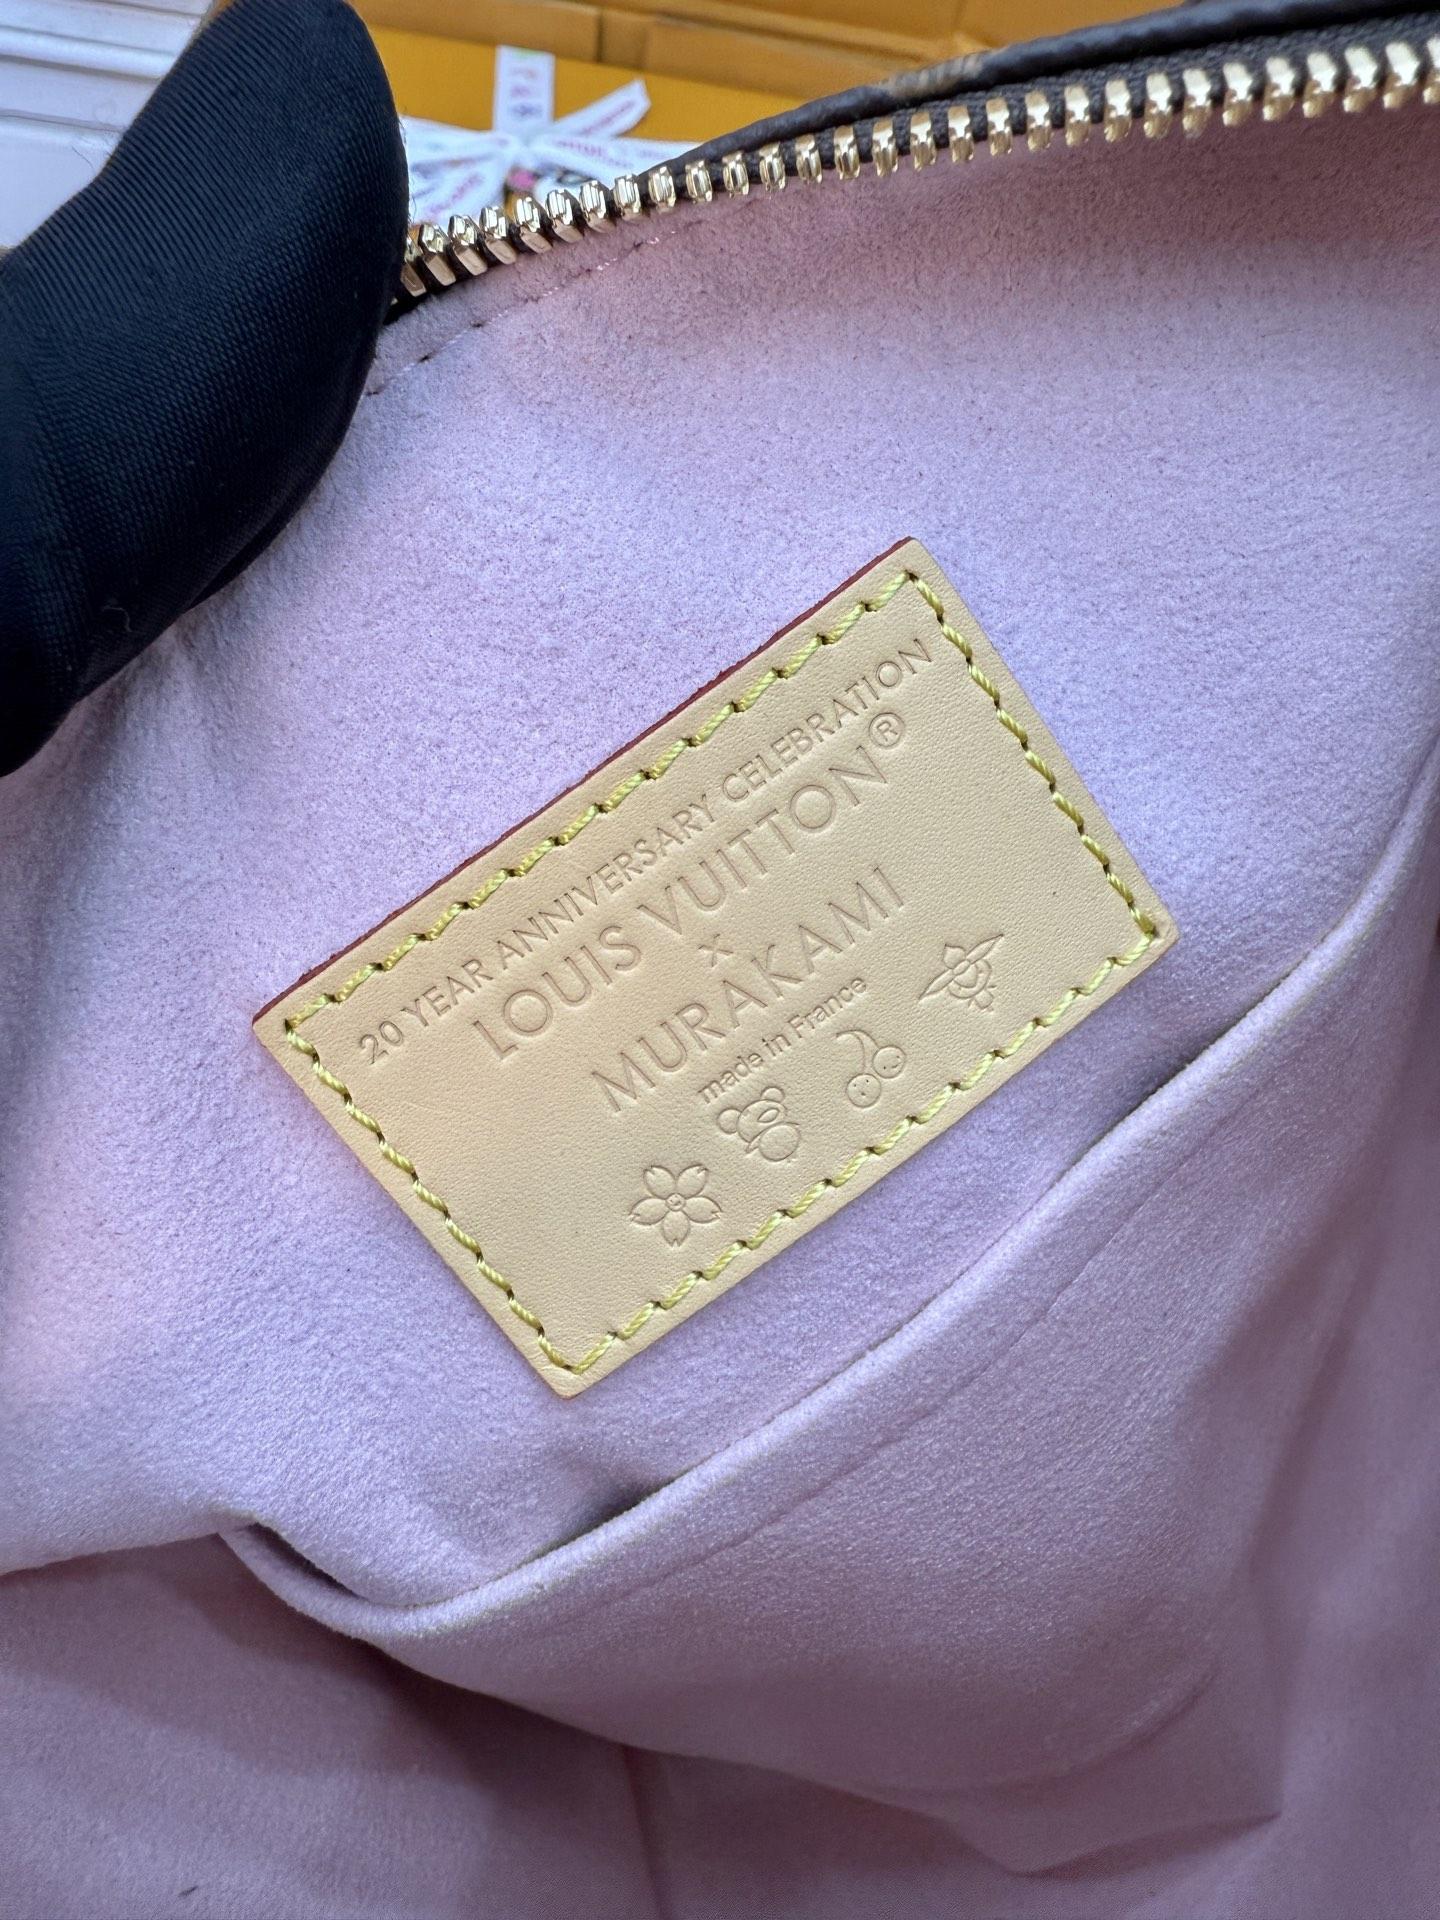 20 YEAR ANNIVERSARY CELEBRATION
LOUIS VUITTON®
×
MURAKAMI
made in France